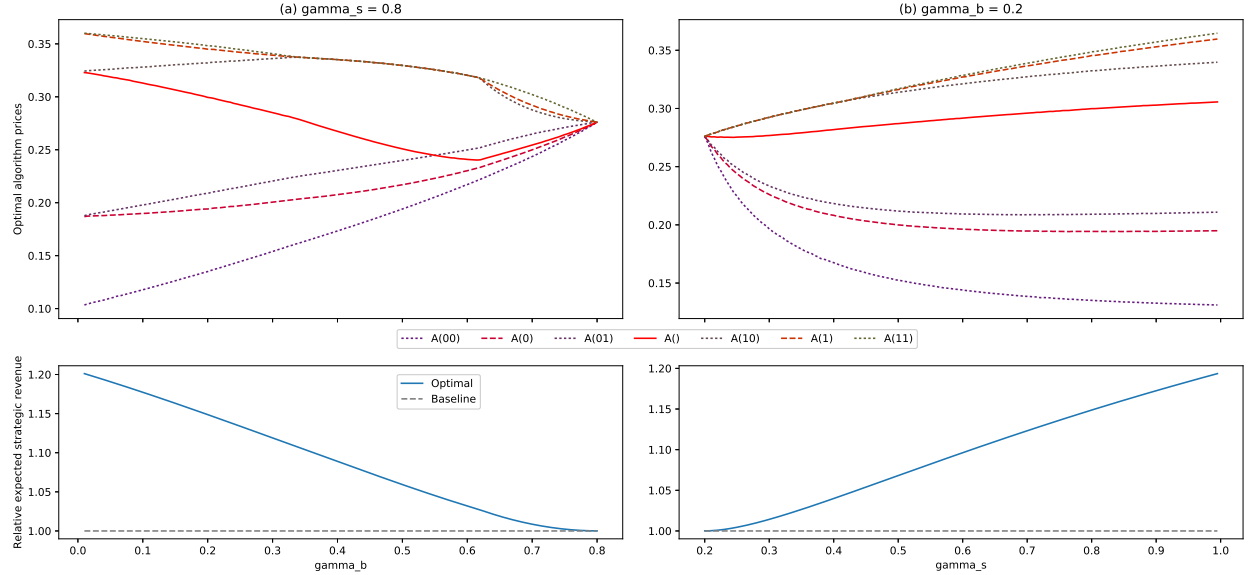 (a) gamma_s = 0.8
(b) gamma_b = 0.2
Optimal algorithm prices
0.35
0.30
0.25
0.20
0.15
0.10
0.35
0.30
0.25
0.20
0.15
A(00) A(0) A(01) A() A(10) A(1) A(11)
Relative expected strategic revenue
1.20
1.15
1.10
1.05
1.00
Optimal
Baseline
0.0 0.1 0.2 0.3 0.4 0.5 0.6 0.7 0.8
gamma_b
1.20
1.15
1.10
1.05
1.00
0.2 0.3 0.4 0.5 0.6 0.7 0.8 0.9 1.0
gamma_s